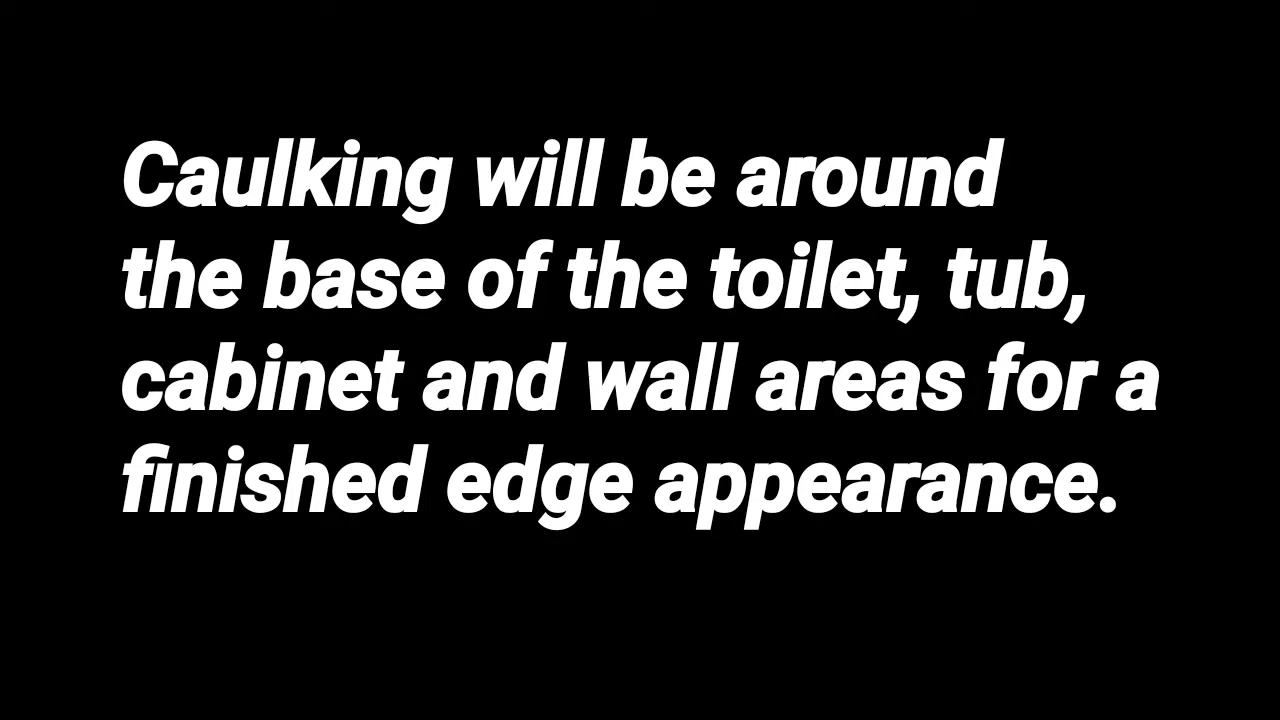 Caulking will be around
the base of the toilet, tub,
cabinet and wall areas for a
finished edge appearance.